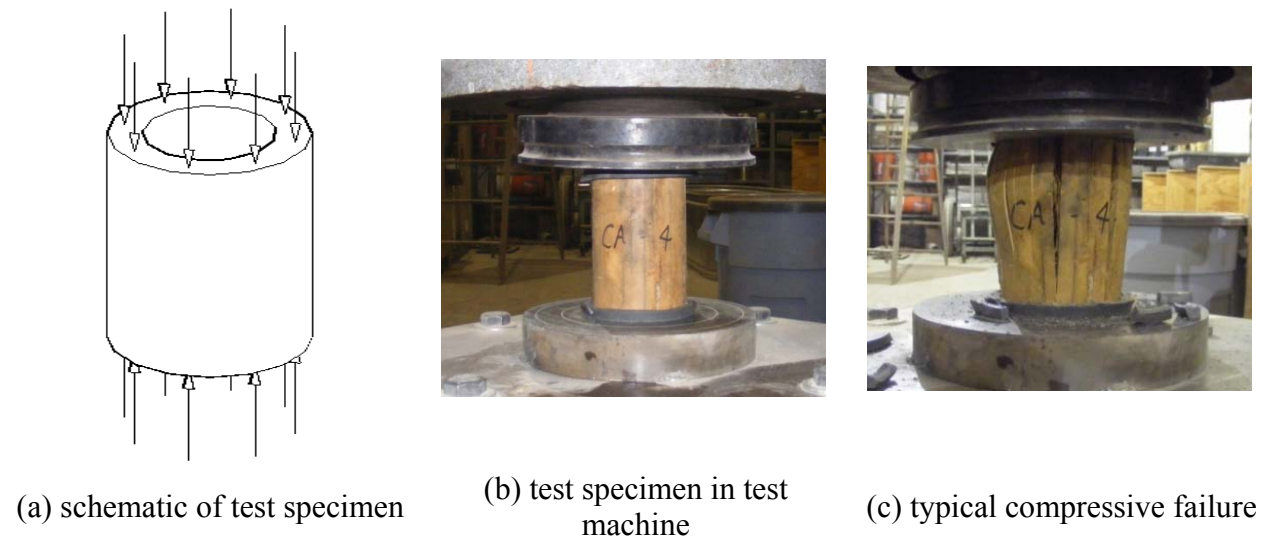 CA - 4
CA - 4
(a) schematic of test specimen
(b) test specimen in test
machine
(c) typical compressive failure